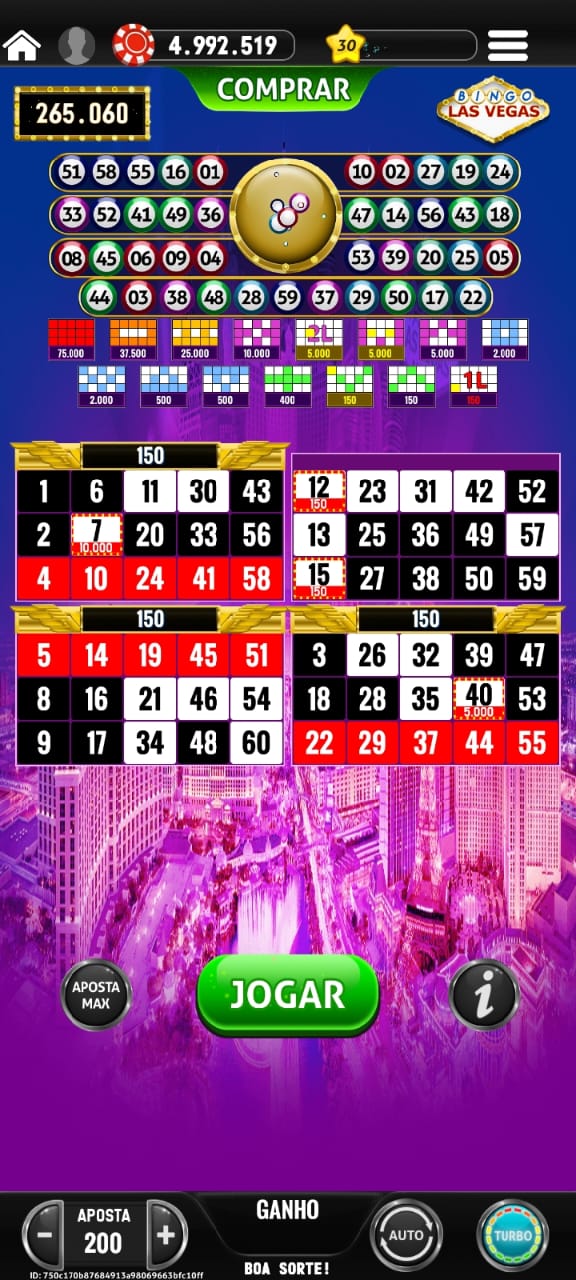 4.992.519 30
COMPRAR
265.060
BINGO
LAS VEGAS
51 58 55 16 01 10 02 27 19 24
33 52 41 49 36 47 14 56 43 18
08 45 06 09 04 53 39 20 25 05
44 03 38 48 28 59 37 29 50 17 22
2L
75.000 37.500 25.000 10.000 5.000 5.000 5.000 2.000
1L
2.000 500 500 400 150 150 150
150
1 6 11 30 43
2 7 20 33 56
10.000
4 10 24 41 58
12 23 31 42 52
150
13 25 36 49 57
15 27 38 50 59
150
150
5 14 19 45 51
8 16 21 46 54
9 17 34 48 60
150
3 26 32 39 47
18 28 35 40 53
5.000
22 29 37 44 55
APOSTA
MAX
JOGAR
i
APOSTA
200
- +
GANHO
BOA SORTE!
AUTO
TURBO
ID: 750c170b87684913a98069663bfc10ff